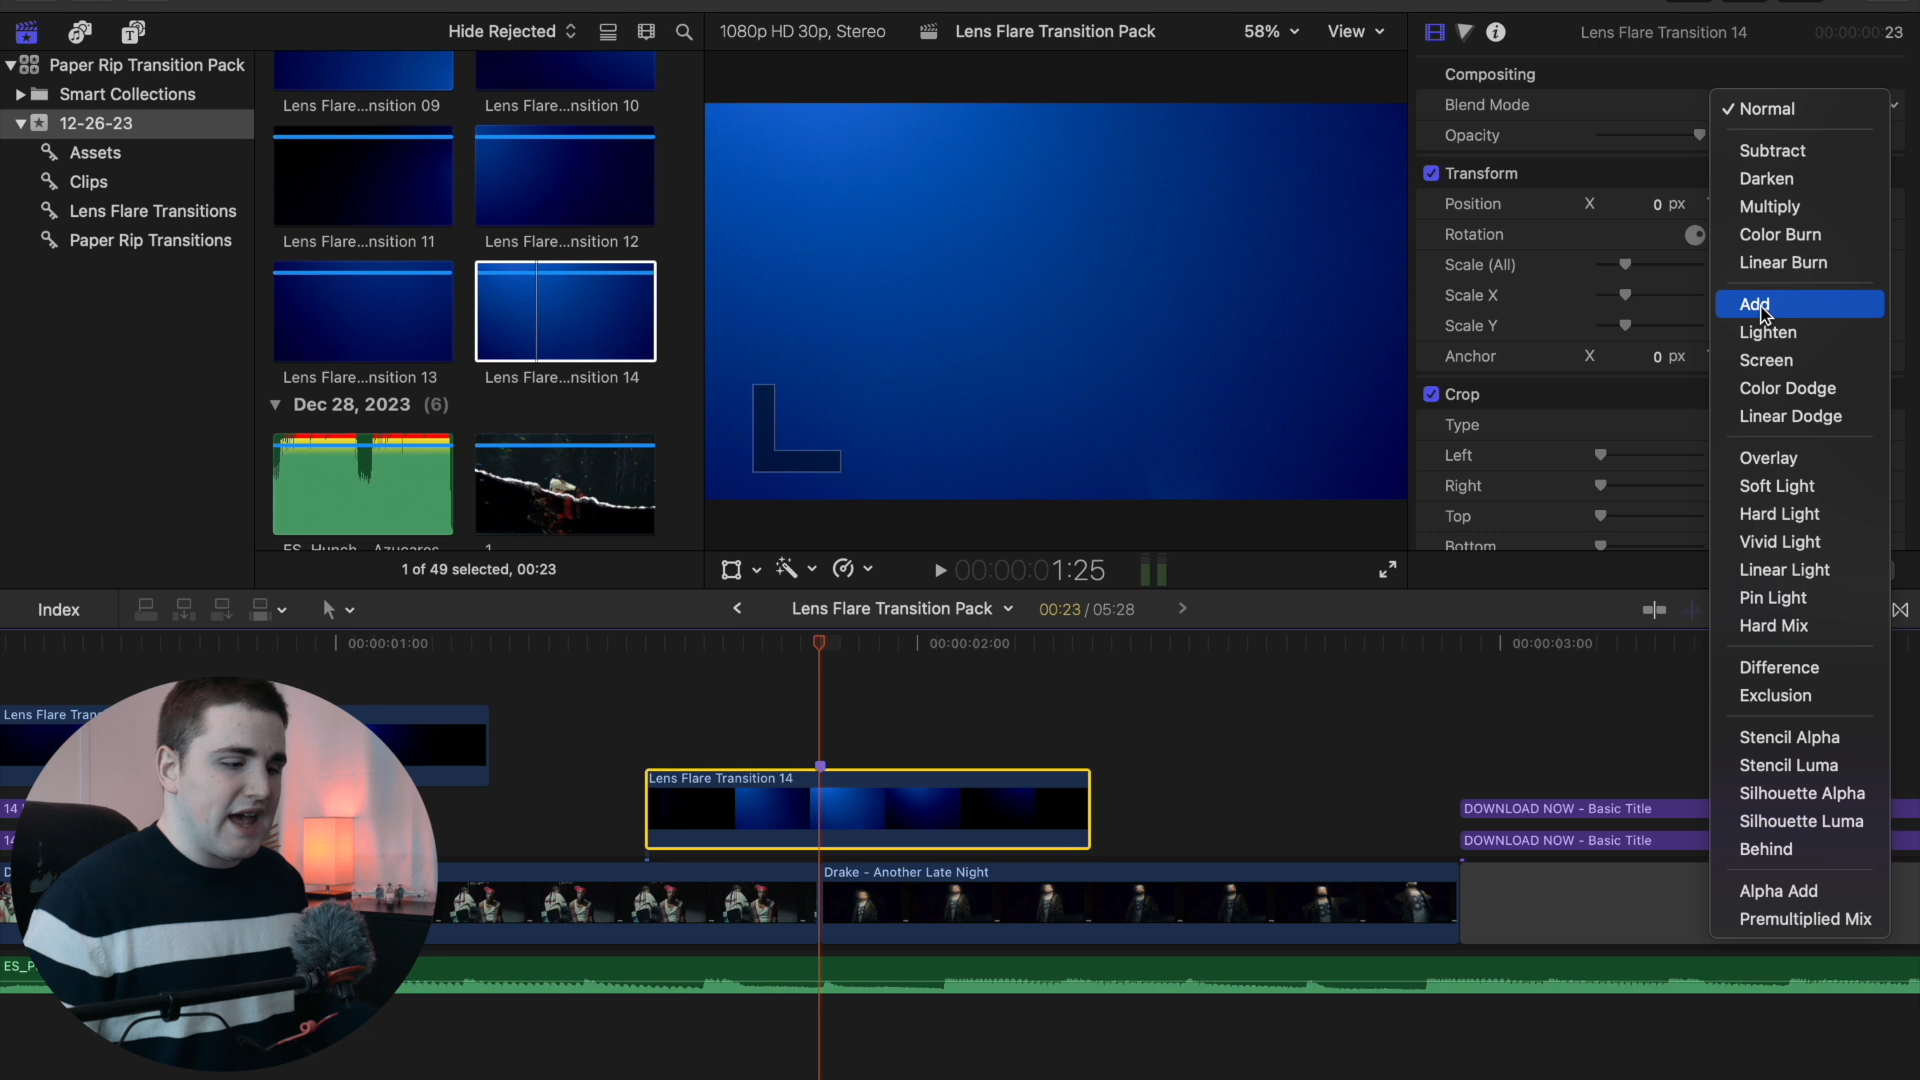 Hide Rejected
1080p HD 30p, Stereo
Lens Flare Transition Pack
58%
View
Lens Flare Transition 14
00:00:00:23
Paper Rip Transition Pack
Smart Collections
12-26-23
Assets
Clips
Lens Flare Transitions
Paper Rip Transitions
Lens Flare...nsition 09
Lens Flare...nsition 10
Lens Flare...nsition 11
Lens Flare...nsition 12
Lens Flare...nsition 13
Lens Flare...nsition 14
Dec 28, 2023 (6)
1 of 49 selected, 00:23
Compositing
Blend Mode
Opacity
Transform
Position X 0 px
Rotation
Scale (All)
Scale X
Scale Y
Anchor X 0 px
Crop
Type
Left
Right
Top
Bottom
Normal
Subtract
Darken
Multiply
Color Burn
Linear Burn
Add
Lighten
Screen
Color Dodge
Linear Dodge
Overlay
Soft Light
Hard Light
Vivid Light
Linear Light
Pin Light
Hard Mix
Difference
Exclusion
Stencil Alpha
Stencil Luma
Silhouette Alpha
Silhouette Luma
Behind
Alpha Add
Premultiplied Mix
00:00:01:25
Index
Lens Flare Transition Pack
00:23 / 05:28
00:00:01:00
00:00:02:00
00:00:03:00
Lens Flare Tran
Lens Flare Transition 14
14
14
DOWNLOAD NOW - Basic Title
DOWNLOAD NOW - Basic Title
Drake - Another Late Night
ES_P